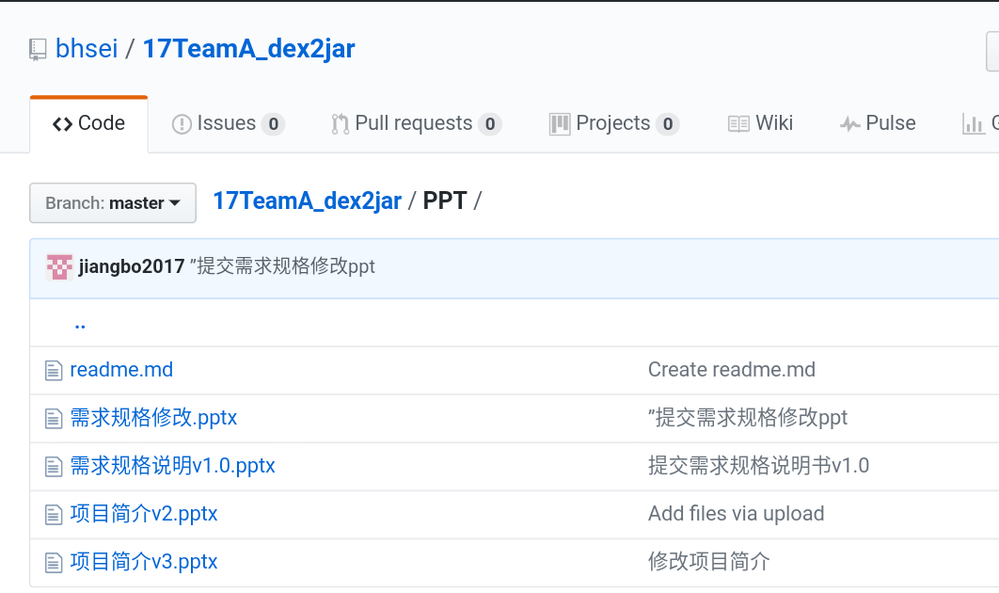 bhsei / 17TeamA_dex2jar
Code Issues 0 Pull requests 0 Projects 0 Wiki Pulse
Branch: master 17TeamA_dex2jar / PPT /
jiangbo2017 ”提交需求规格修改ppt
..
readme.md Create readme.md
需求规格修改.pptx ”提交需求规格修改ppt
需求规格说明v1.0.pptx 提交需求规格说明书v1.0
项目简介v2.pptx Add files via upload
项目简介v3.pptx 修改项目简介